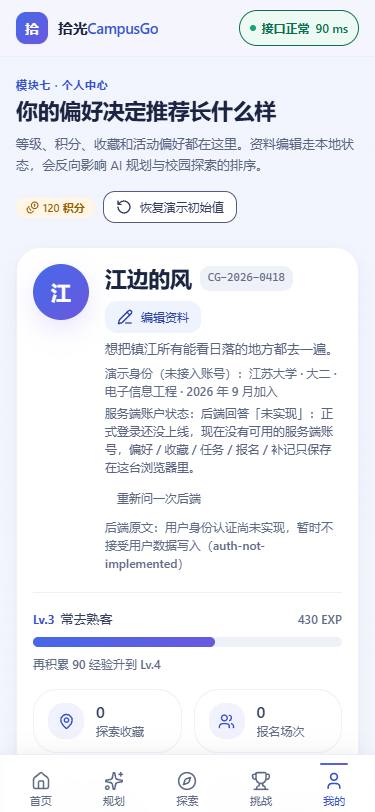 拾 拾光CampusGo 接口正常 90 ms
模块七 · 个人中心
你的偏好决定推荐长什么样
等级、积分、收藏和活动偏好都在这里。资料编辑走本地状
态，会反向影响 AI 规划与校园探索的排序。
120 积分 恢复演示初始值
江 江边的风 CG-2026-0418
编辑资料
想把镇江所有能看日落的地方都去一遍。
演示身份（未接入账号）：江苏大学 · 大二 ·
电子信息工程 · 2026 年 9 月加入
服务端账户状态：后端回答「未实现」：正
式登录还没上线，现在没有可用的服务端账
号，偏好 / 收藏 / 任务 / 报名 / 补记只保存
在这台浏览器里。
重新问一次后端
后端原文：用户身份认证尚未实现，暂时不
接受用户数据写入（auth-not-
implemented）
Lv.3 常去熟客 430 EXP
再积累 90 经验升到 Lv.4
0 0
探索收藏 报名场次
首页 规划 探索 挑战 我的